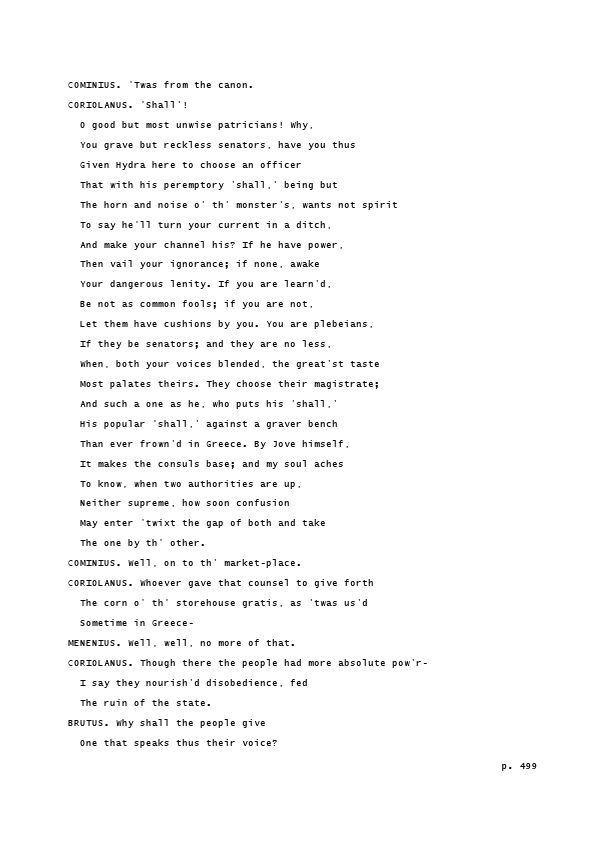 COMINIUS. 'Twas from the canon.
CORIOLANUS. 'Shall'!
O good but most unwise patricians! Why,
You grave but reckless senators, have you thus
Given Hydra here to choose an officer
That with his peremptory 'shall,' being but
The horn and noise o' th' monster's, wants not spirit
To say he'll turn your current in a ditch,
And make your channel his? If he have power,
Then vail your ignorance; if none, awake
Your dangerous lenity. If you are learn'd,
Be not as common fools; if you are not,
Let them have cushions by you. You are plebeians,
If they be senators; and they are no less,
When, both your voices blended, the great'st taste
Most palates theirs. They choose their magistrate;
And such a one as he, who puts his 'shall,'
His popular 'shall,' against a graver bench
Than ever frown'd in Greece. By Jove himself,
It makes the consuls base; and my soul aches
To know, when two authorities are up,
Neither supreme, how soon confusion
May enter 'twixt the gap of both and take
The one by th' other.
COMINIUS. Well, on to th' market-place.
CORIOLANUS. Whoever gave that counsel to give forth
The corn o' th' storehouse gratis, as 'twas us'd
Sometime in Greece-
MENENIUS. Well, well, no more of that.
CORIOLANUS. Though there the people had more absolute pow'r-
I say they nourish'd disobedience, fed
The ruin of the state.
BRUTUS. Why shall the people give
One that speaks thus their voice?
p. 499